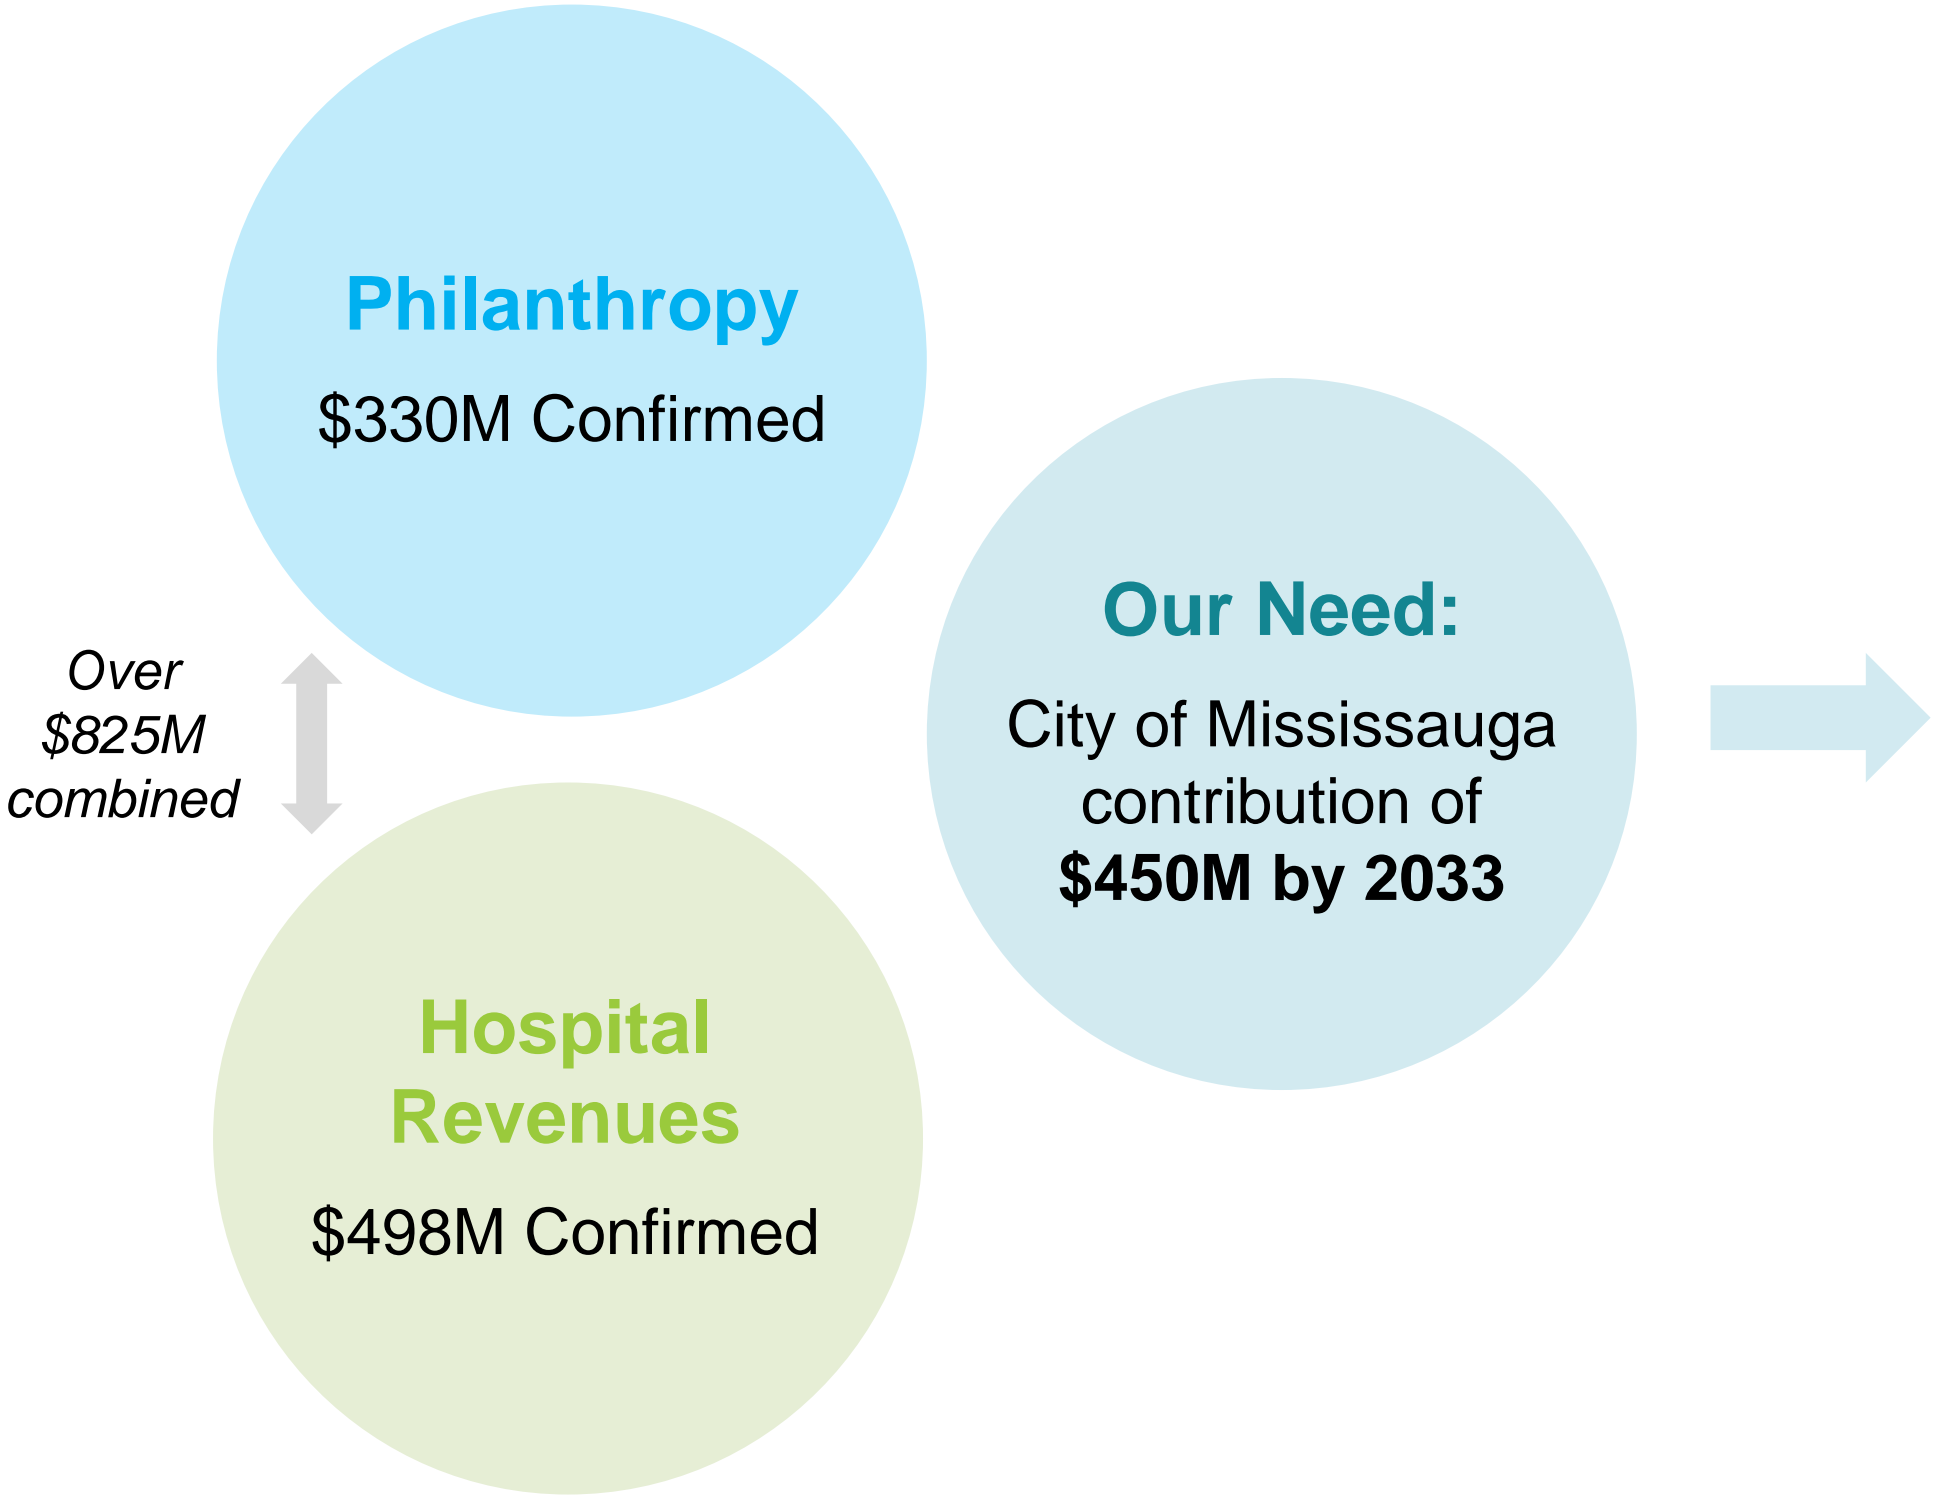 Philanthropy
$330M Confirmed
Over
$825M
combined
Our Need:
City of Mississauga
contribution of
$450M by 2033
Hospital
Revenues
$498M Confirmed